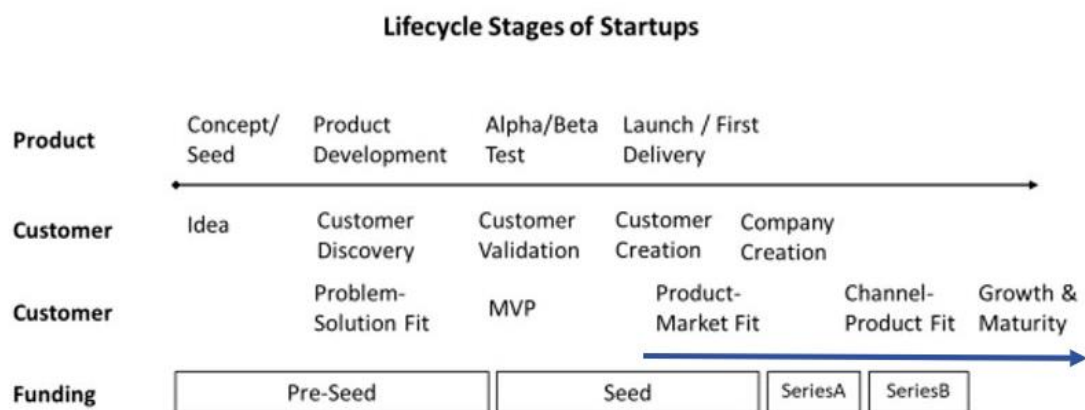 Lifecycle Stages of Startups
Product
Concept/
Seed
Product
Development
Alpha/Beta
Test
Launch / First
Delivery
Customer
Idea
Customer
Discovery
Customer
Validation
Customer
Creation
Company
Creation
Customer
Problem-
Solution Fit
MVP
Product-
Market Fit
Channel-
Product Fit
Growth &
Maturity
Funding
Pre-Seed
Seed
SeriesA
SeriesB